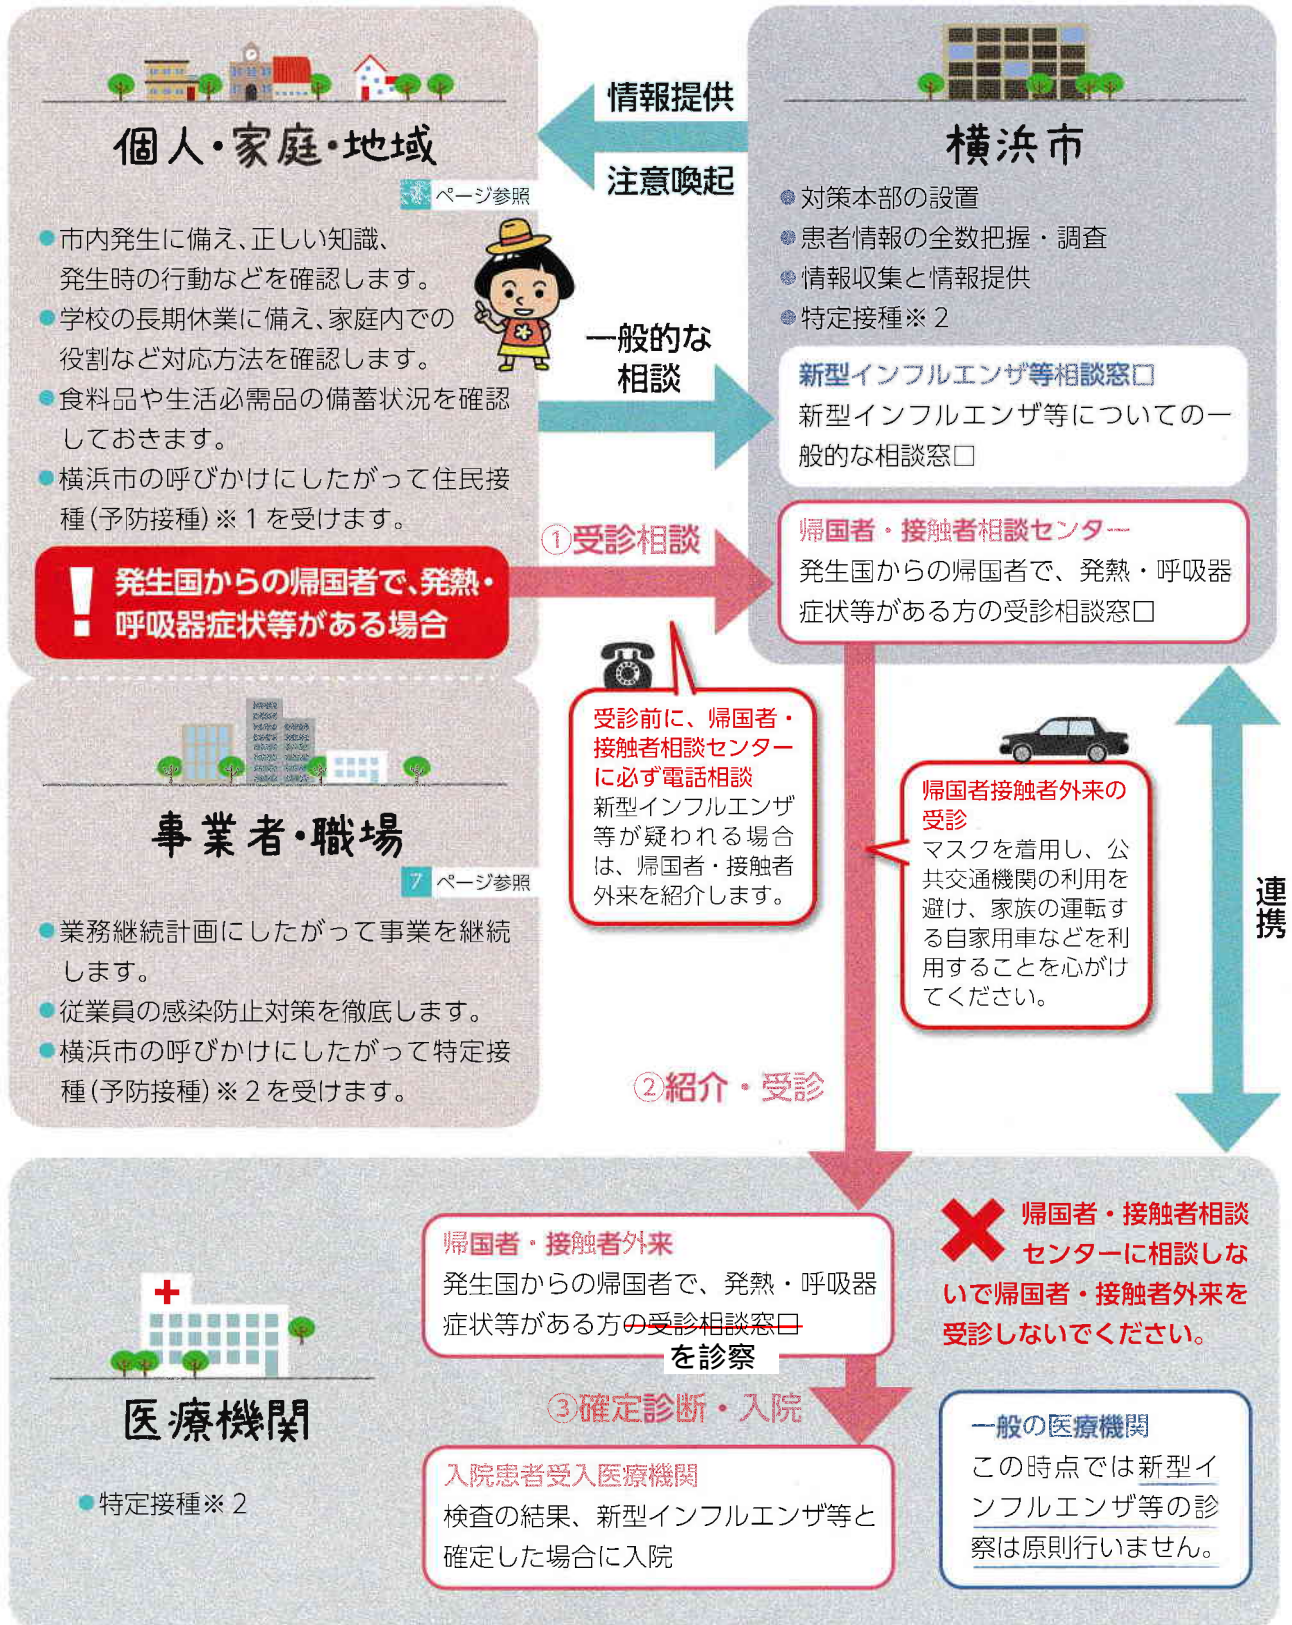 個人・家庭・地域
ページ参照
●市内発生に備え、正しい知識、
発生時の行動などを確認します。
●学校の長期休業に備え、家庭内での
役割など対応方法を確認します。
●食料品や生活必需品の備蓄状況を確認
しておきます。
●横浜市の呼びかけにしたがって住民接
種(予防接種)※1を受けます。
! 発生国からの帰国者で、発熱・
呼吸器症状等がある場合
情報提供
注意喚起
一般的な
相談
①受診相談
横浜市
●対策本部の設置
●患者情報の全数把握・調査
●情報収集と情報提供
●特定接種※2
新型インフルエンザ等相談窓口
新型インフルエンザ等についての一
般的な相談窓口
帰国者・接触者相談センター
発生国からの帰国者で、発熱・呼吸器
症状等がある方の受診相談窓口
事業者・職場
7 ページ参照
●業務継続計画にしたがって事業を継続
します。
●従業員の感染防止対策を徹底します。
●横浜市の呼びかけにしたがって特定接
種(予防接種)※2を受けます。
受診前に、帰国者・
接触者相談センター
に必ず電話相談
新型インフルエンザ
等が疑われる場合
は、帰国者・接触者
外来を紹介します。
帰国者接触者外来の
受診
マスクを着用し、公
共交通機関の利用を
避け、家族の運転す
る自家用車などを利
用することを心がけ
てください。
連携
②紹介・受診
医療機関
●特定接種※2
帰国者・接触者外来
発生国からの帰国者で、発熱・呼吸器
症状等がある方の受診相談窓口
を診察
③確定診断・入院
入院患者受入医療機関
検査の結果、新型インフルエンザ等と
確定した場合に入院
帰国者・接触者相談
センターに相談しな
いで帰国者・接触者外来を
受診しないでください。
一般の医療機関
この時点では新型イ
ンフルエンザ等の診
察は原則行いません。